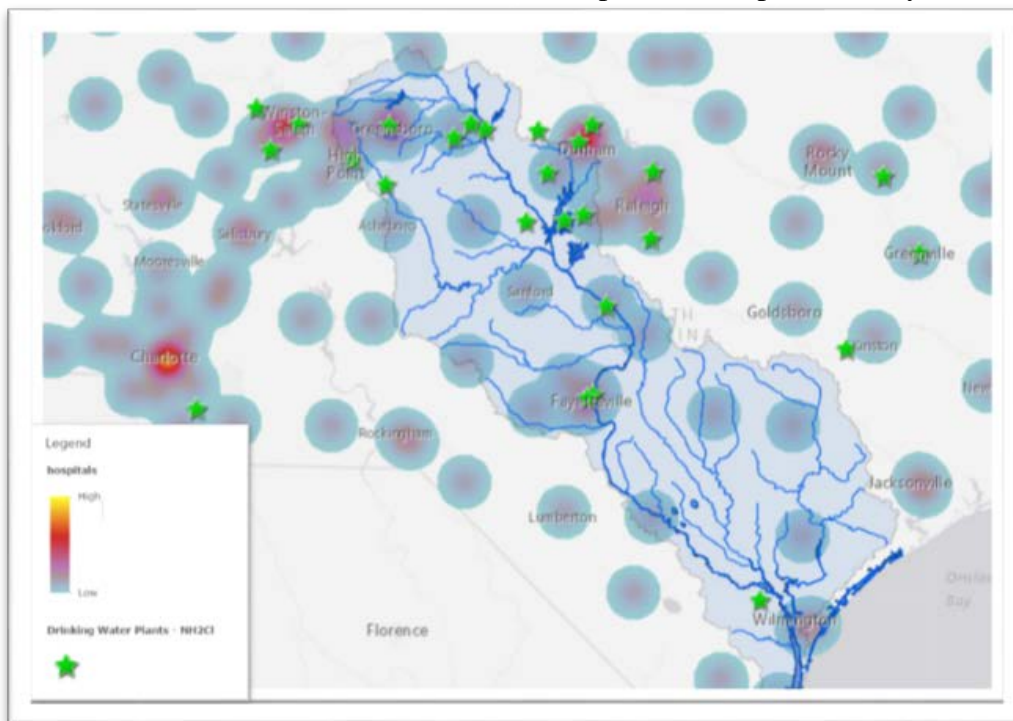 Winston-
Salem
Greensboro
High
Point
Durham
Rocky
Mount
Statesville
Raleigh
Salisbury
Asheboro
Greenville
Mooresville
Sanford
Goldsboro
Charlotte
Fayetteville
Rockingham
Jacksonville
Lumberton
Wilmington
Florence
Bay
Legend
hospitals
High
Low
Drinking Water Plants - NH2Cl